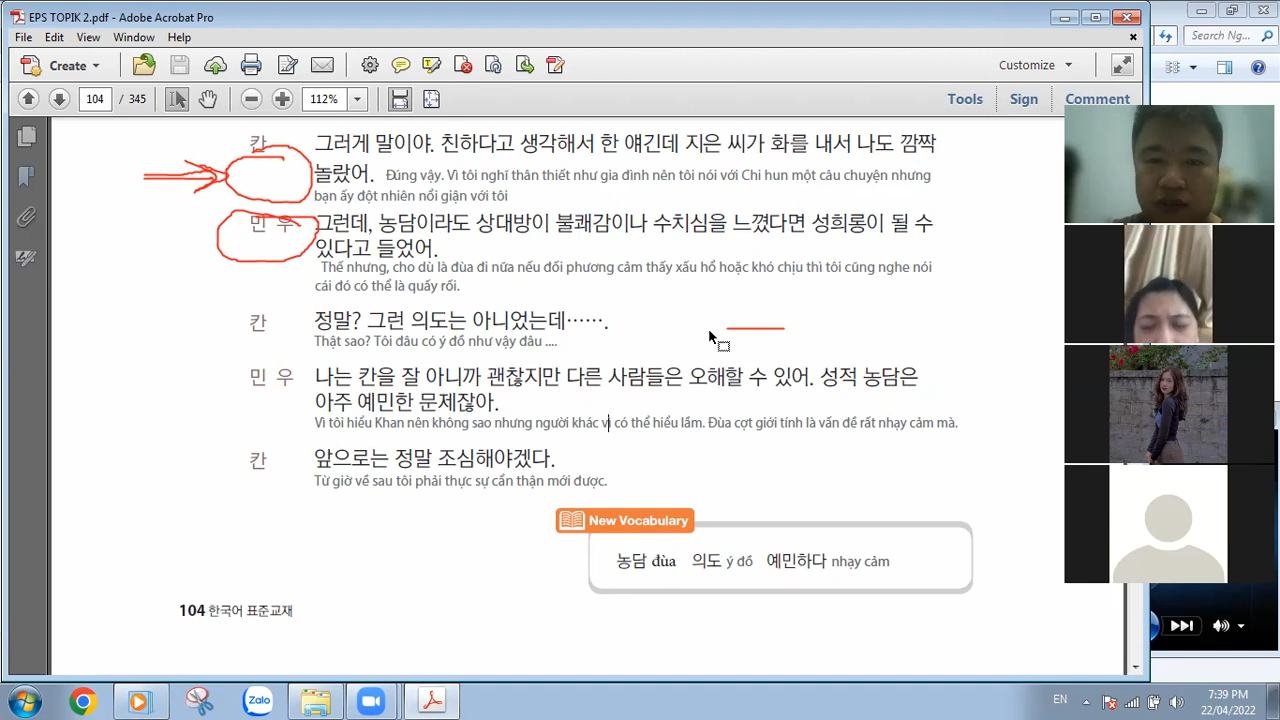 EPS TOPIK 2.pdf - Adobe Acrobat Pro
File Edit View Window Help
Create
Customize
Search Ng...
104 / 345
112%
Tools Sign Comment
칸 그러게 말이야. 친하다고 생각해서 한 얘긴데 지은 씨가 화를 내서 나도 깜짝
놀랐어. Đúng vậy. Vì tôi nghĩ thân thiết như gia đình nên tôi nói với Chi hun một câu chuyện nhưng
bạn ấy đột nhiên nổi giận với tôi
민 우 그런데, 농담이라도 상대방이 불쾌감이나 수치심을 느꼈다면 성희롱이 될 수
있다고 들었어.
Thế nhưng, cho dù là đùa đi nữa nếu đối phương cảm thấy xấu hổ hoặc khó chịu thì tôi cũng nghe nói
cái đó có thể là quấy rối.
칸 정말? 그런 의도는 아니었는데…….
Thật sao? Tôi đâu có ý đồ như vậy đâu ....
민 우 나는 칸을 잘 아니까 괜찮지만 다른 사람들은 오해할 수 있어. 성적 농담은
아주 예민한 문제잖아.
Vì tôi hiểu Khan nên không sao nhưng người khác vì có thể hiểu lầm. Đùa cợt giới tính là vấn đề rất nhạy cảm mà.
칸 앞으로는 정말 조심해야겠다.
Từ giờ về sau tôi phải thực sự cẩn thận mới được.
New Vocabulary
농담 đùa 의도 ý đồ 예민하다 nhạy cảm
104 한국어 표준교재
Zalo
EN
7:39 PM
22/04/2022